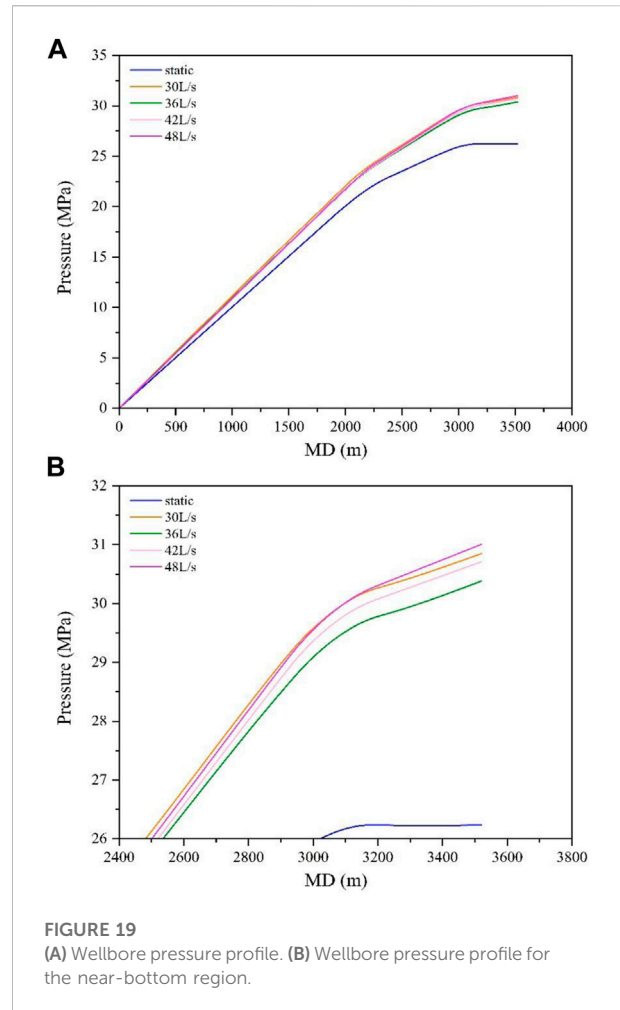 A
35
30
25
20
15
10
5
0
Pressure (MPa)
static
30L/s
36L/s
42L/s
48L/s
0 500 1000 1500 2000 2500 3000 3500 4000
MD (m)
B
32
31
30
29
28
27
26
Pressure (MPa)
static
30L/s
36L/s
42L/s
48L/s
2400 2600 2800 3000 3200 3400 3600 3800
MD (m)
FIGURE 19
(A) Wellbore pressure profile. (B) Wellbore pressure profile for
the near-bottom region.